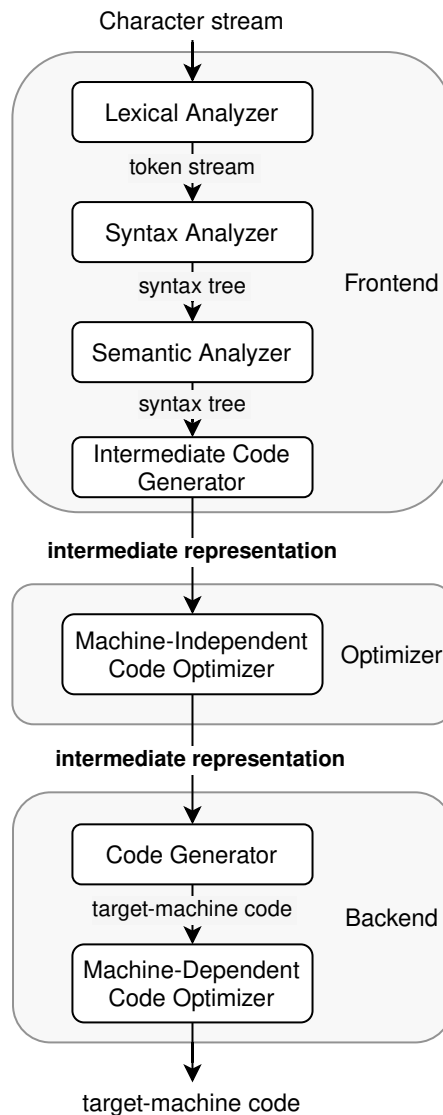 Character stream
Lexical Analyzer
token stream
Syntax Analyzer
Frontend
syntax tree
Semantic Analyzer
syntax tree
Intermediate Code
Generator
intermediate representation
Machine-Independent
Code Optimizer
Optimizer
intermediate representation
Code Generator
target-machine code
Backend
Machine-Dependent
Code Optimizer
target-machine code